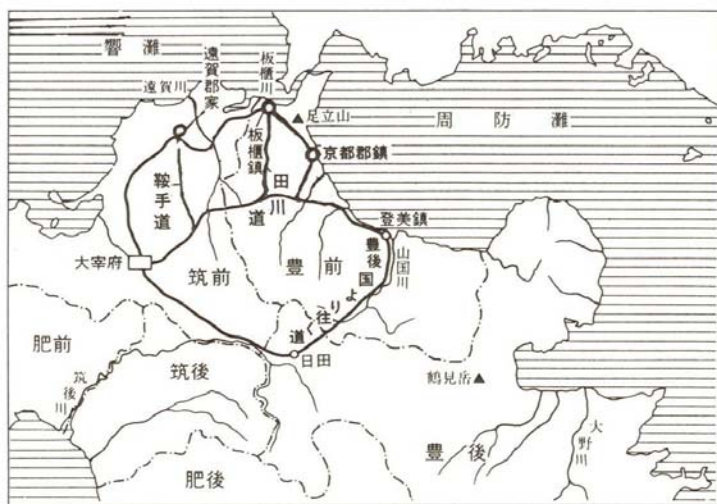 響灘
遠賀川
遠賀郡家
板櫃川
足立山
周防灘
板櫃鎮
京都郡鎮
鞍手道
田川道
登美鎮
大宰府
筑前
豊前
豊後国より往く道
山国川
日田
肥前
筑後川
筑後
鶴見岳
肥後
豊後
大野川